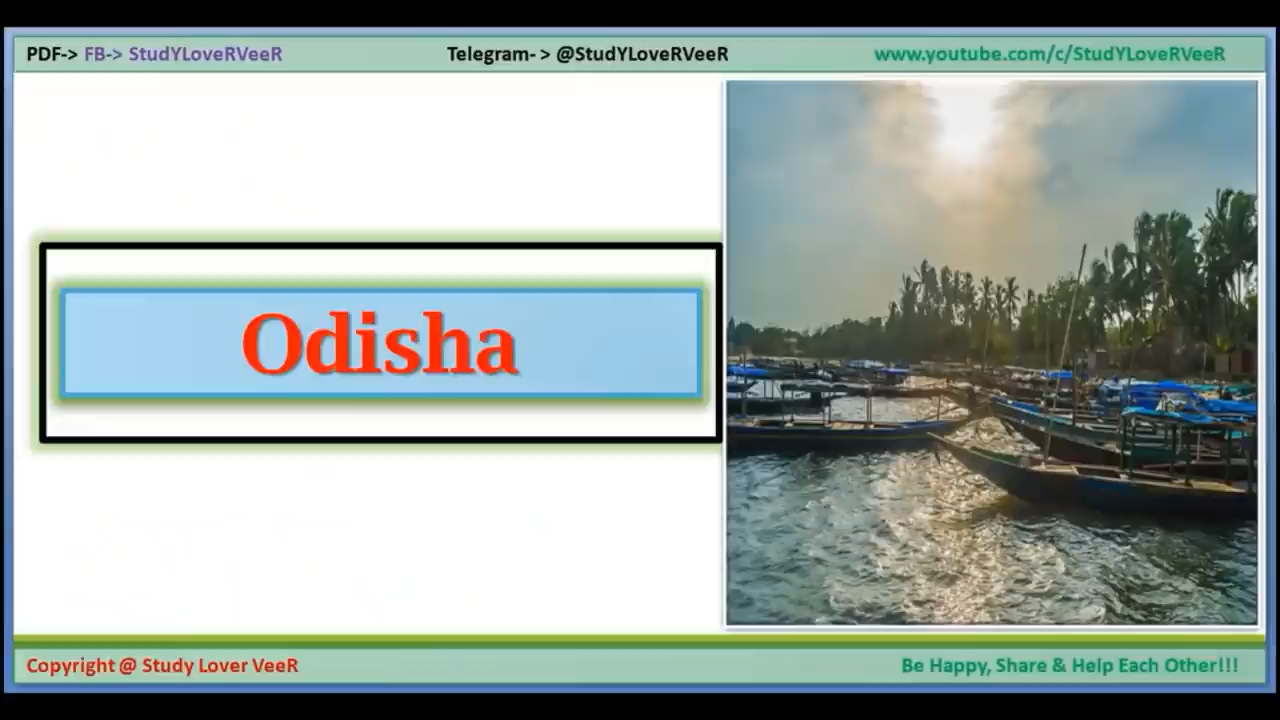 PDF-> FB-> StudYLoveRVeeR
Telegram- > @StudYLoveRVeeR
www.youtube.com/c/StudYLoveRVeeR
Odisha
Copyright @ Study Lover VeeR
Be Happy, Share & Help Each Other!!!